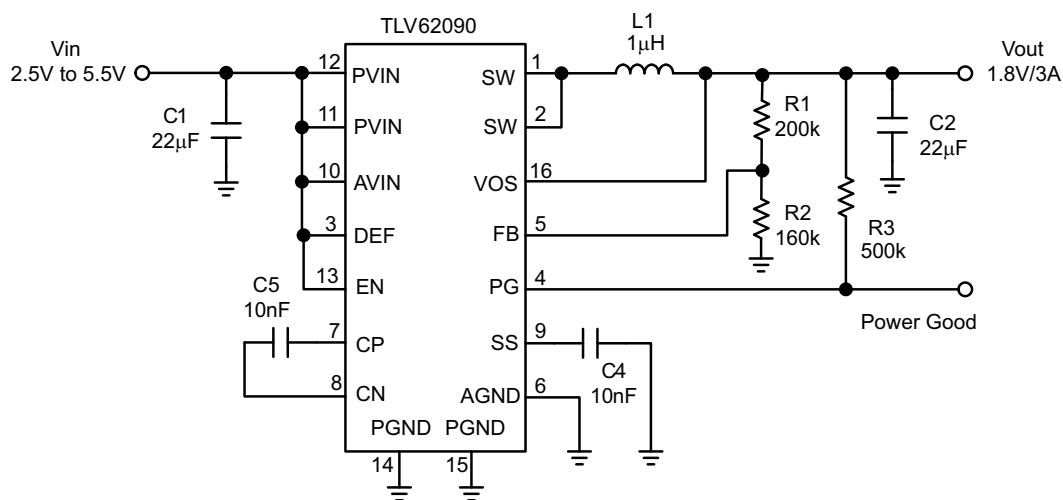 TLV62090
Vin
2.5V to 5.5V
L1
1μH
Vout
1.8V/3A
12
PVIN
SW
1
11
PVIN
SW
2
C1
22μF
R1
200k
C2
22μF
10
AVIN
VOS
16
3
DEF
FB
5
R2
160k
R3
500k
13
EN
PG
4
C5
10nF
Power Good
7
CP
SS
9
C4
10nF
8
CN
AGND
6
PGND
PGND
14
15